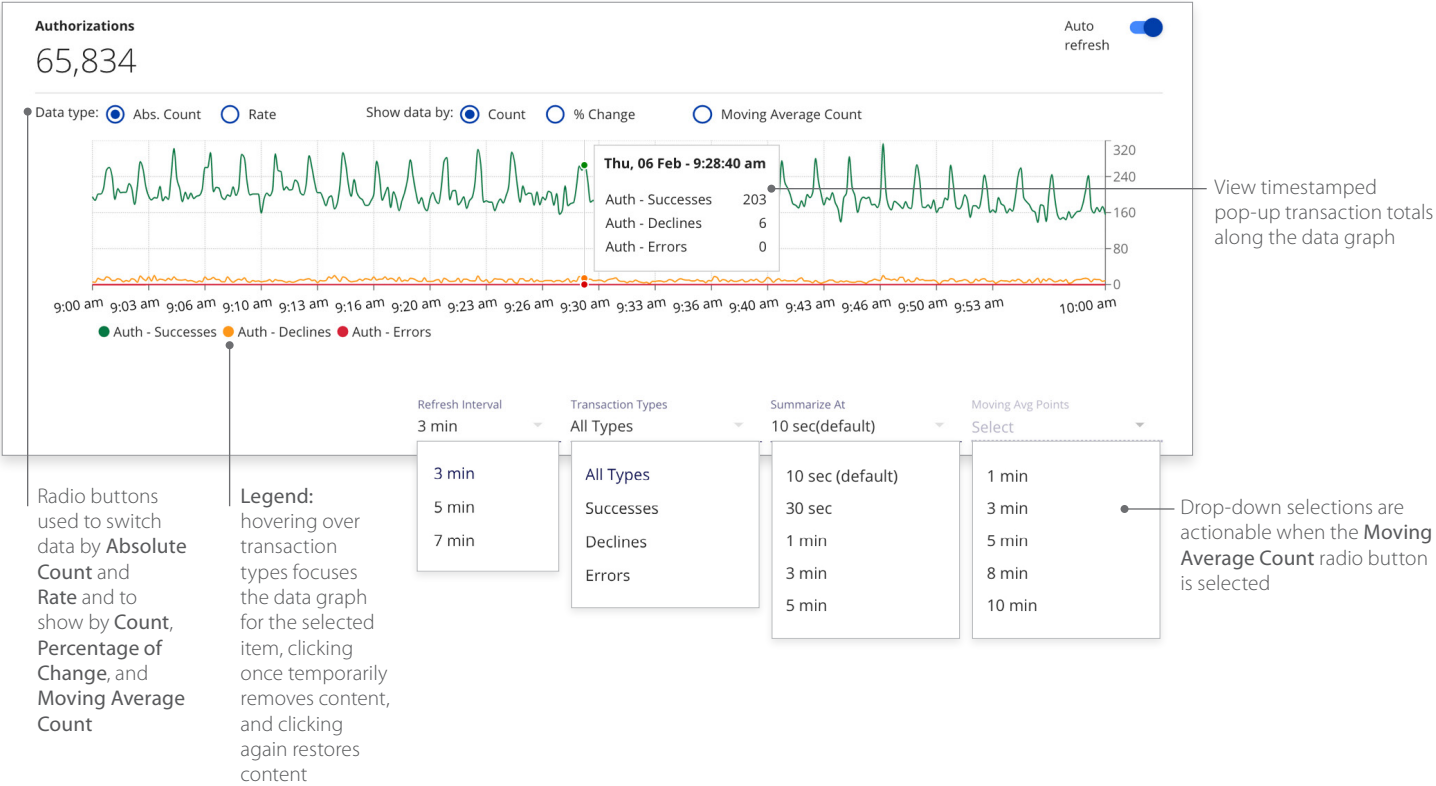 Authorizations
65,834
Auto
refresh
Data type: Abs. Count Rate Show data by: Count % Change Moving Average Count
320
240
160
80
0
Thu, 06 Feb - 9:28:40 am
Auth - Successes 203
Auth - Declines 6
Auth - Errors 0
9:00 am 9:03 am 9:06 am 9:10 am 9:13 am 9:16 am 9:20 am 9:23 am 9:26 am 9:30 am 9:33 am 9:36 am 9:40 am 9:43 am 9:46 am 9:50 am 9:53 am 10:00 am
Auth - Successes Auth - Declines Auth - Errors
View timestamped
pop-up transaction totals
along the data graph
Refresh Interval
3 min
3 min
5 min
7 min
Transaction Types
All Types
All Types
Successes
Declines
Errors
Summarize At
10 sec(default)
10 sec (default)
30 sec
1 min
3 min
5 min
Moving Avg Points
Select
1 min
3 min
5 min
8 min
10 min
Radio buttons
used to switch
data by Absolute
Count and
Rate and to
show by Count,
Percentage of
Change, and
Moving Average
Count
Legend:
hovering over
transaction
types focuses
the data graph
for the selected
item, clicking
once temporarily
removes content,
and clicking
again restores
content
Drop-down selections are
actionable when the Moving
Average Count radio button
is selected